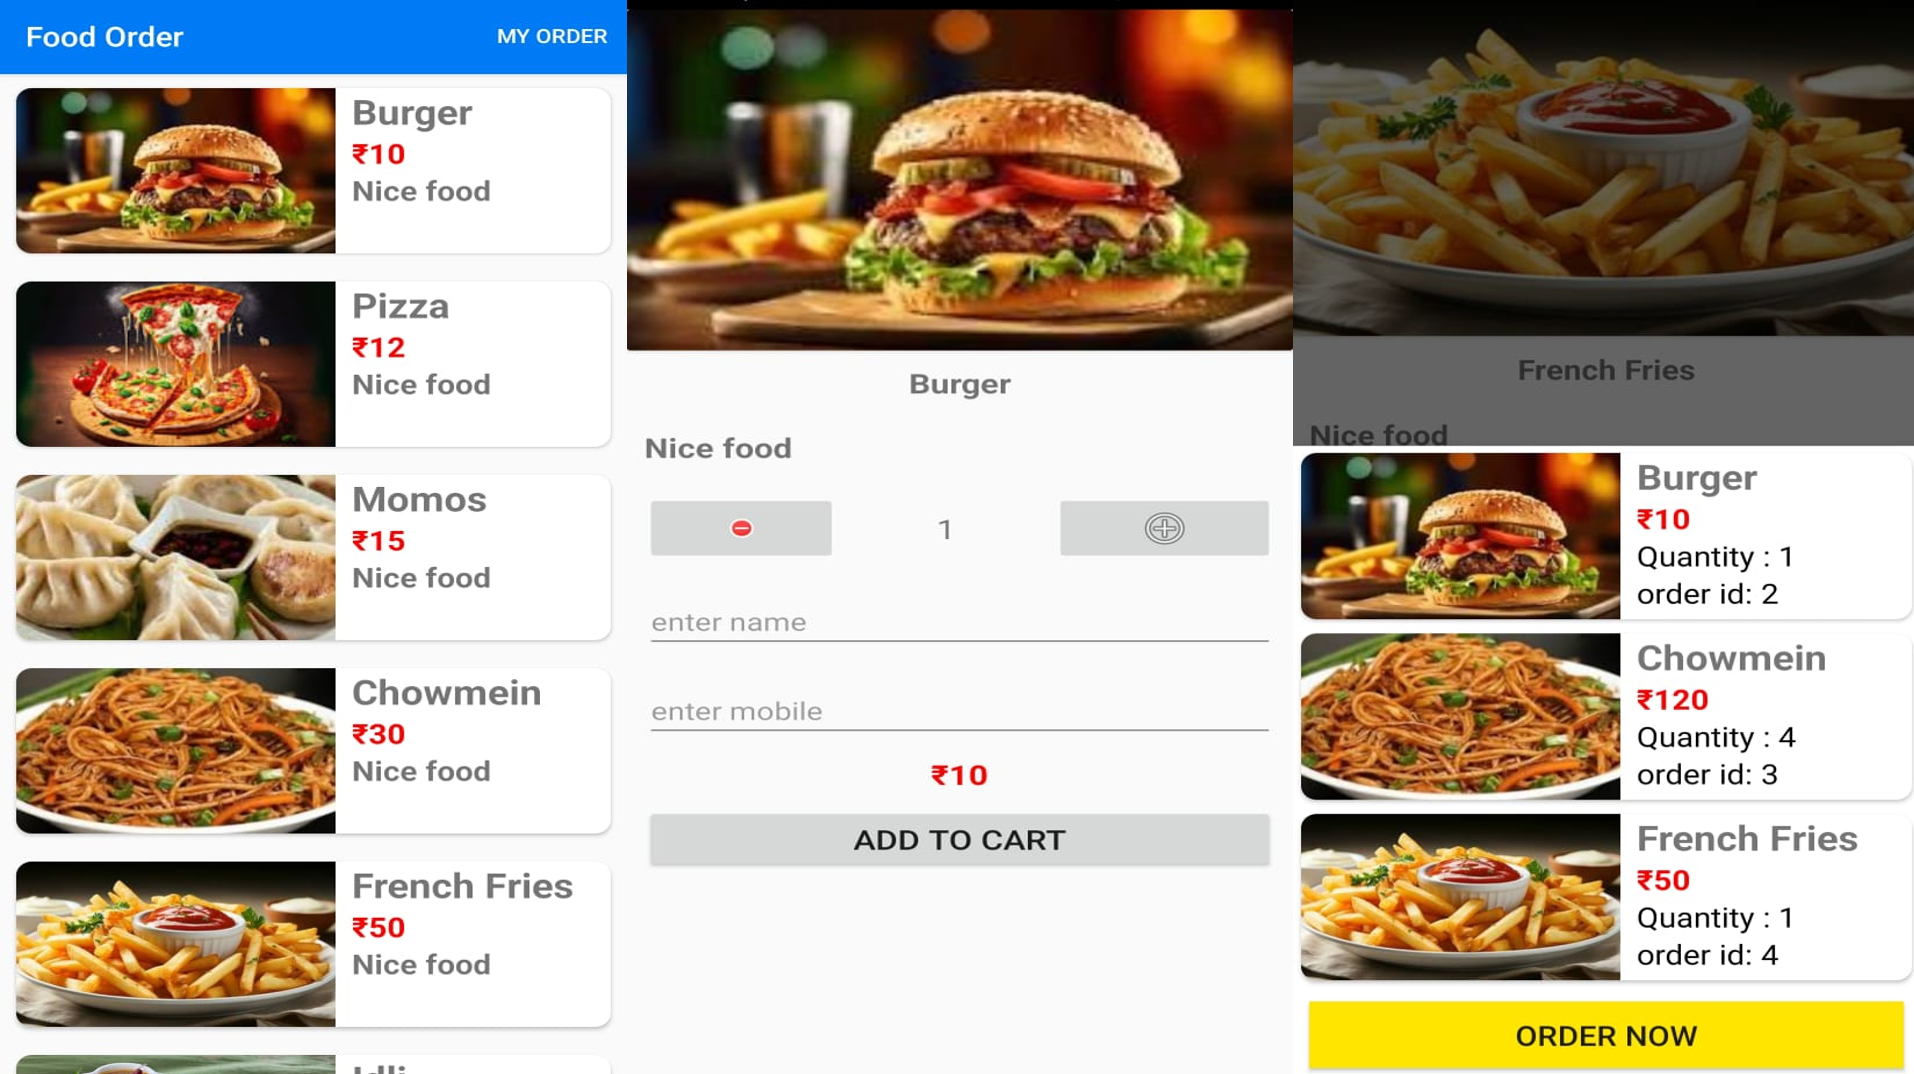 Food Order
MY ORDER
Burger
₹10
Nice food
Pizza
₹12
Nice food
Momos
₹15
Nice food
Chowmein
₹30
Nice food
French Fries
₹50
Nice food
Burger
Nice food
1
enter name
enter mobile
₹10
ADD TO CART
French Fries
Nice food
Burger
₹10
Quantity : 1
order id: 2
Chowmein
₹120
Quantity : 4
order id: 3
French Fries
₹50
Quantity : 1
order id: 4
ORDER NOW